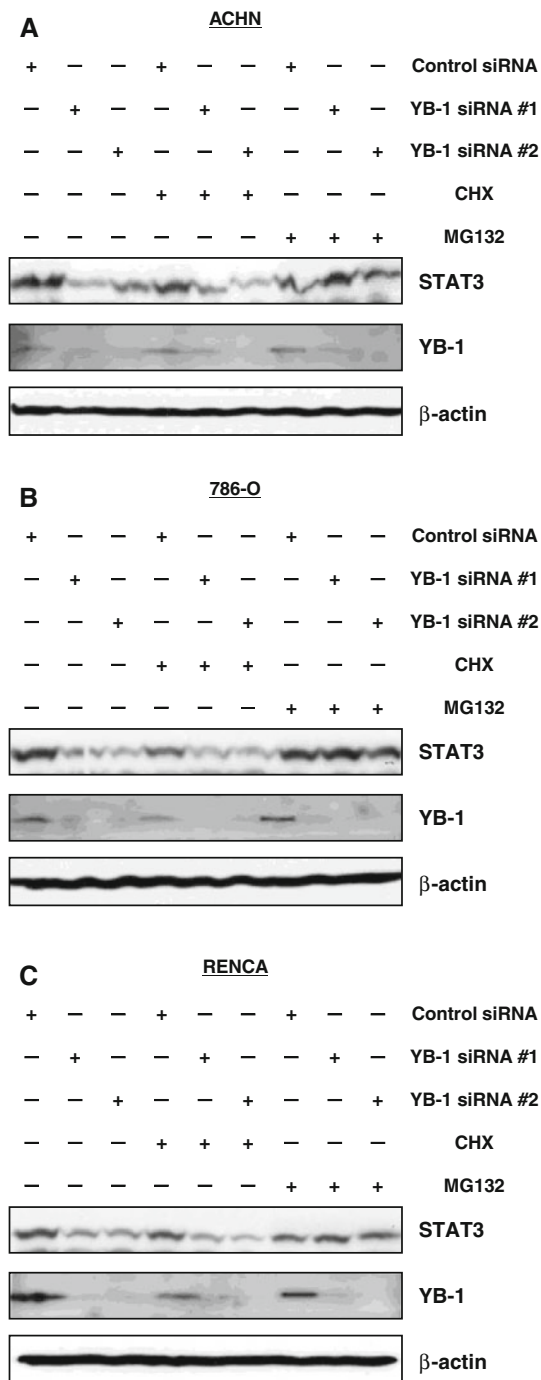 A
ACHN
+ — — + — — + — — Control siRNA
— + — — + — — + — YB-1 siRNA #1
— — + — — + — — + YB-1 siRNA #2
— — — + + + — — — CHX
— — — — — — + + + MG132
STAT3
YB-1
β-actin
B
786-O
+ — — + — — + — — Control siRNA
— + — — + — — + — YB-1 siRNA #1
— — + — — + — — + YB-1 siRNA #2
— — — + + + — — — CHX
— — — — — — + + + MG132
STAT3
YB-1
β-actin
C
RENCA
+ — — + — — + — — Control siRNA
— + — — + — — + — YB-1 siRNA #1
— — + — — + — — + YB-1 siRNA #2
— — — + + + — — — CHX
— — — — — — + + + MG132
STAT3
YB-1
β-actin